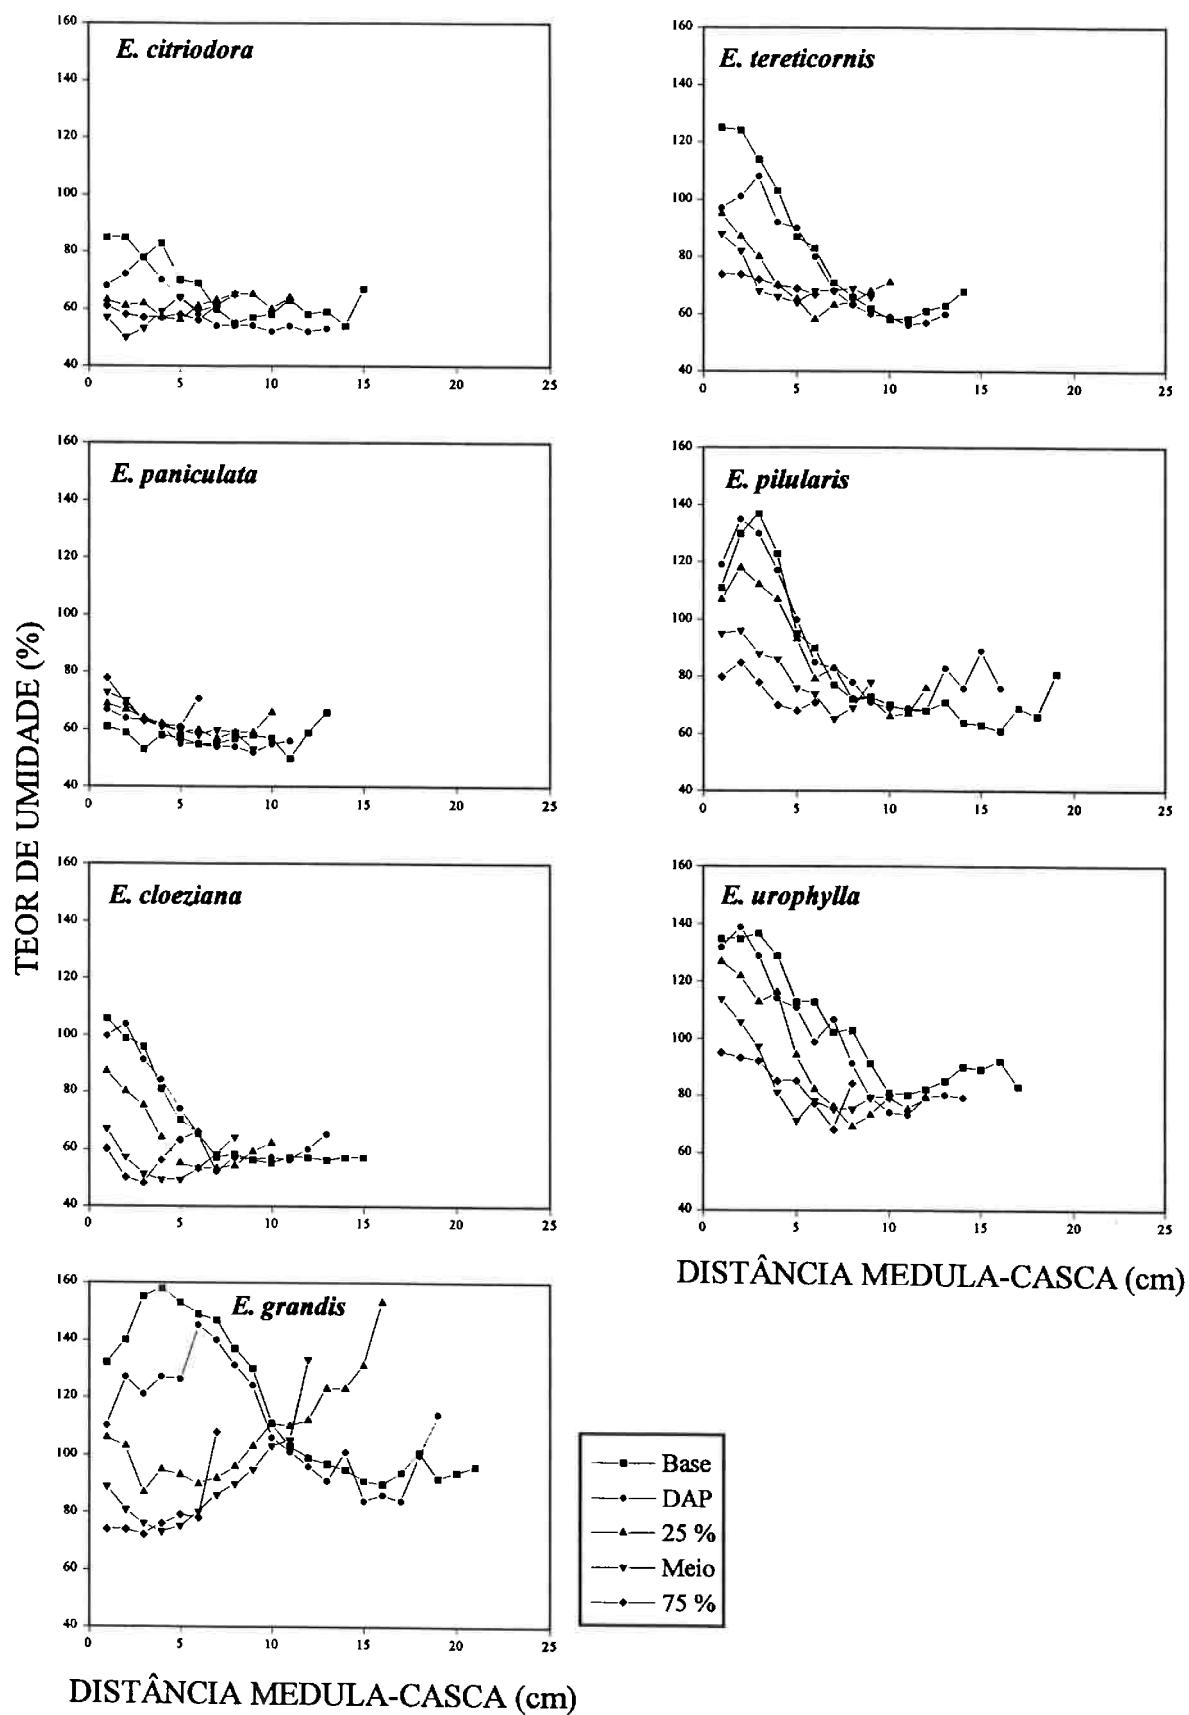 TEOR DE UMIDADE (%)
E. citriodora
160
140
120
100
80
60
40
0 5 10 15 20 25
E. tereticornis
160
140
120
100
80
60
40
0 5 10 15 20 25
E. paniculata
160
140
120
100
80
60
40
0 5 10 15 20 25
E. pilularis
160
140
120
100
80
60
40
0 5 10 15 20 25
E. cloeziana
160
140
120
100
80
60
40
0 5 10 15 20 25
E. urophylla
160
140
120
100
80
60
40
0 5 10 15 20 25
DISTÂNCIA MEDULA-CASCA (cm)
E. grandis
160
140
120
100
80
60
40
0 5 10 15 20 25
DISTÂNCIA MEDULA-CASCA (cm)
Base
DAP
25 %
Meio
75 %